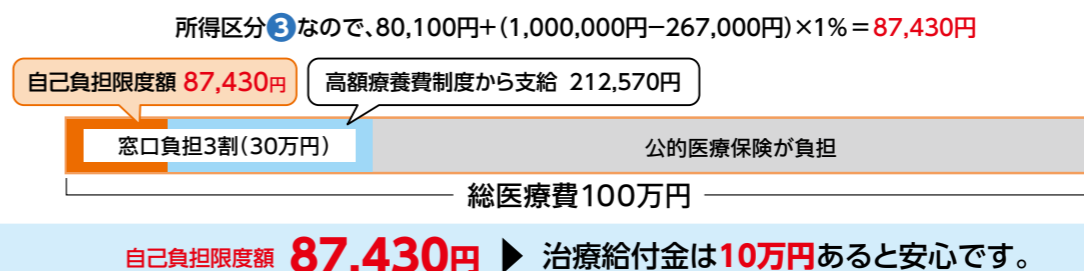 所得区分3なので、80,100円+(1,000,000円−267,000円)×1%=87,430円
自己負担限度額 87,430円
高額療養費制度から支給 212,570円
窓口負担3割(30万円)
公的医療保険が負担
総医療費100万円
自己負担限度額 87,430円 ▶ 治療給付金は10万円あると安心です。